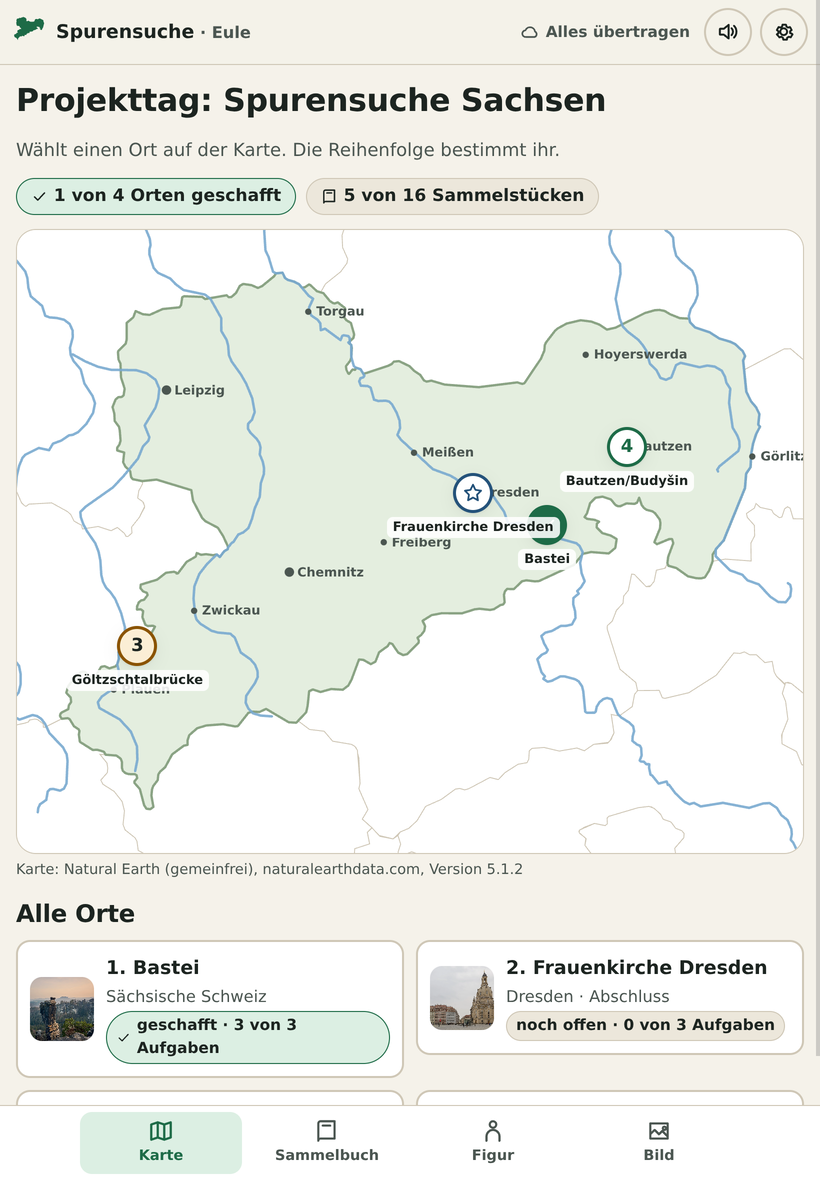 Spurensuche · Eule
Alles übertragen
Projekttag: Spurensuche Sachsen
Wählt einen Ort auf der Karte. Die Reihenfolge bestimmt ihr.
1 von 4 Orten geschafft
5 von 16 Sammelstücken
Torgau
Hoyerswerda
Leipzig
Meißen
4
autzen
Görlitz
Bautzen/Budyšin
resden
Frauenkirche Dresden
Freiberg
Bastei
Chemnitz
Zwickau
3
Göltzschtalbrücke
Plauen
Karte: Natural Earth (gemeinfrei), naturalearthdata.com, Version 5.1.2
Alle Orte
1. Bastei
Sächsische Schweiz
geschafft · 3 von 3
Aufgaben
2. Frauenkirche Dresden
Dresden · Abschluss
noch offen · 0 von 3 Aufgaben
Karte
Sammelbuch
Figur
Bild